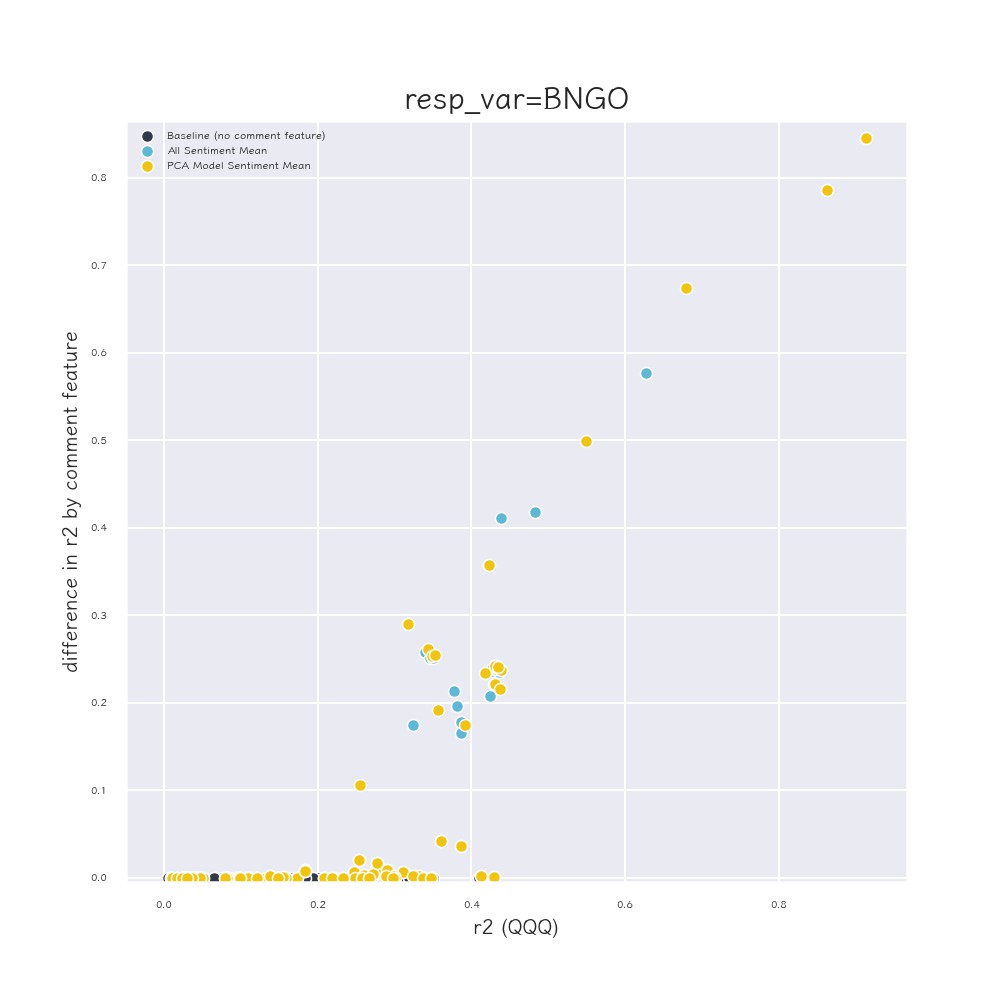 resp_var=BNGO
Baseline (no comment feature)
All Sentiment Mean
PCA Model Sentiment Mean
0.8
0.7
0.6
0.5
0.4
0.3
0.2
0.1
0.0
difference in r2 by comment feature
0.0 0.2 0.4 0.6 0.8
r2 (QQQ)